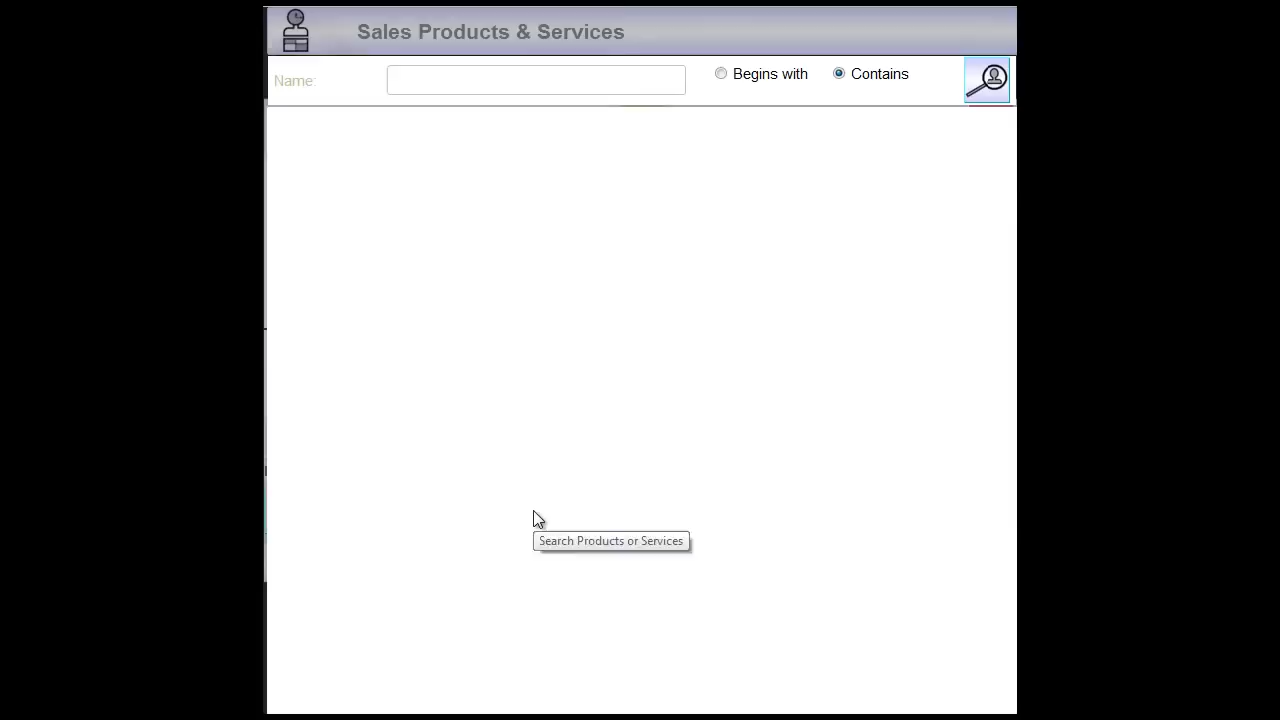 Sales Products & Services
Name:
Begins with
Contains
Search Products or Services